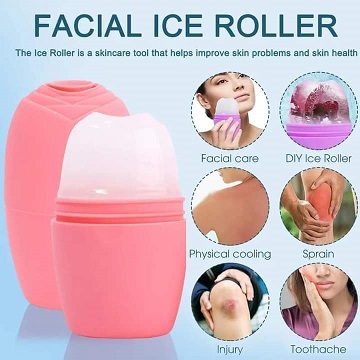 FACIAL ICE ROLLER
The Ice Roller is a skincare tool that helps improve skin problems and skin health
Facial care
DIY Ice Roller
Physical cooling
Sprain
Injury
Toothache